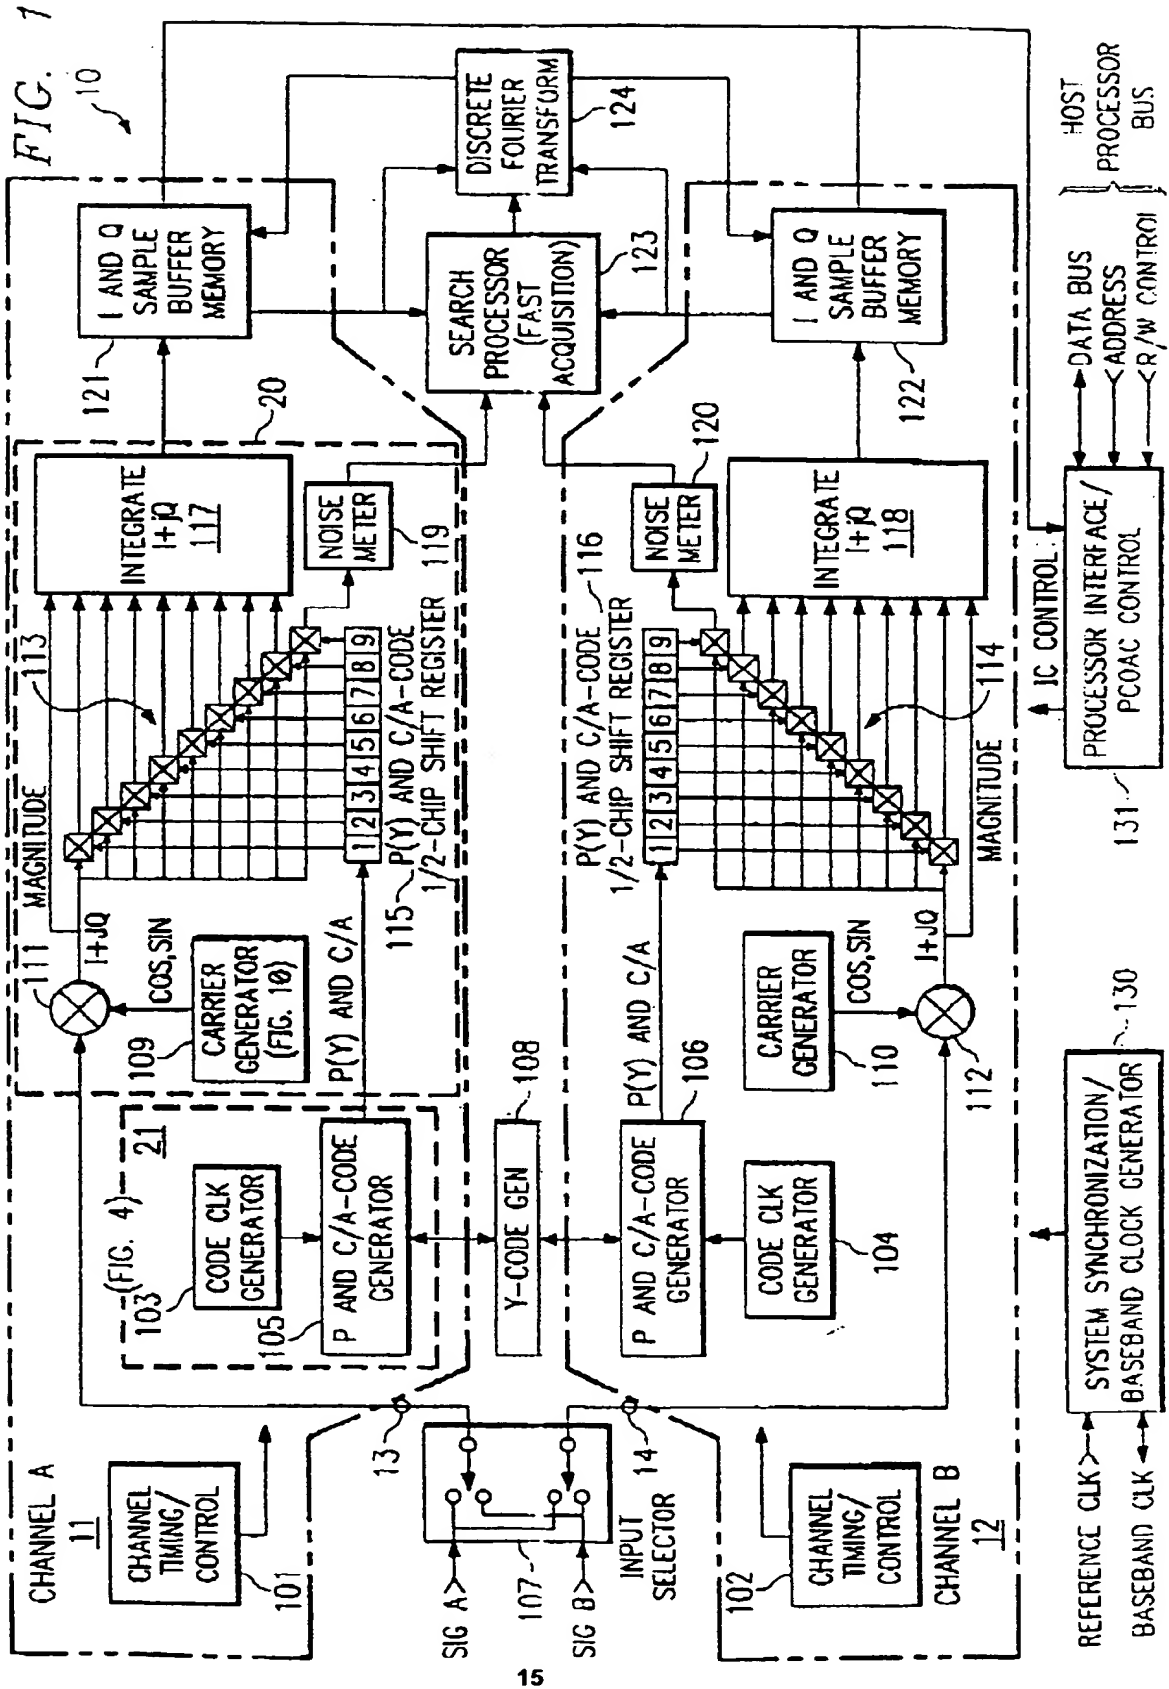 FIG. 1
10
CHANNEL A
11
CHANNEL
TIMING/
CONTROL
101
(FIG. 4)
21
103
CODE CLK
GENERATOR
105
P AND C/A-CODE
GENERATOR
111
I+JQ
MAGNITUDE
COS,SIN
109
CARRIER
GENERATOR
(FIG. 10)
P(Y) AND C/A
113
1 2 3 4 5 6 7 8 9
115
P(Y) AND C/A-CODE
1/2-CHIP SHIFT REGISTER
INTEGRATE
I+jQ
117
20
NOISE
METER
119
121
I AND Q
SAMPLE
BUFFER
MEMORY
SEARCH
PROCESSOR
(FAST
ACQUISITION)
123
DISCRETE
FOURIER
TRANSFORM
124
SIG A >
107
SIG B >
INPUT
SELECTOR
13
14
Y-CODE GEN
108
P AND C/A-CODE
GENERATOR
106
CODE CLK
GENERATOR
104
P(Y) AND C/A
P(Y) AND C/A-CODE
1/2-CHIP SHIFT REGISTER
116
1 2 3 4 5 6 7 8 9
CARRIER
GENERATOR
110
COS,SIN
112
I+JQ
MAGNITUDE
114
NOISE
METER
120
INTEGRATE
I+jQ
118
I AND Q
SAMPLE
BUFFER
MEMORY
122
102
CHANNEL
TIMING/
CONTROL
CHANNEL B
12
REFERENCE CLK >
BASEBAND CLK
SYSTEM SYNCHRONIZATION/
BASEBAND CLOCK GENERATOR
130
IC CONTROL
131
PROCESSOR INTERFACE/
PCOAC CONTROL
DATA BUS
<ADDRESS
<R/W CONTROL
HOST
PROCESSOR
BUS
15